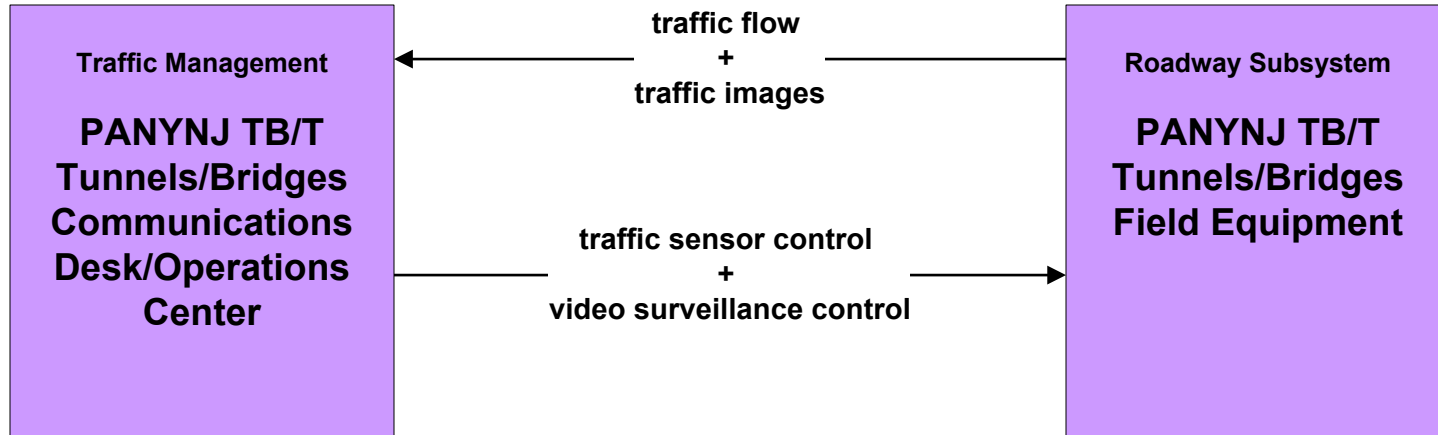 Traffic Management
PANYNJ TB/T
Tunnels/Bridges
Communications
Desk/Operations
Center
traffic flow
+
traffic images
traffic sensor control
+
video surveillance control
Roadway Subsystem
PANYNJ TB/T
Tunnels/Bridges
Field Equipment